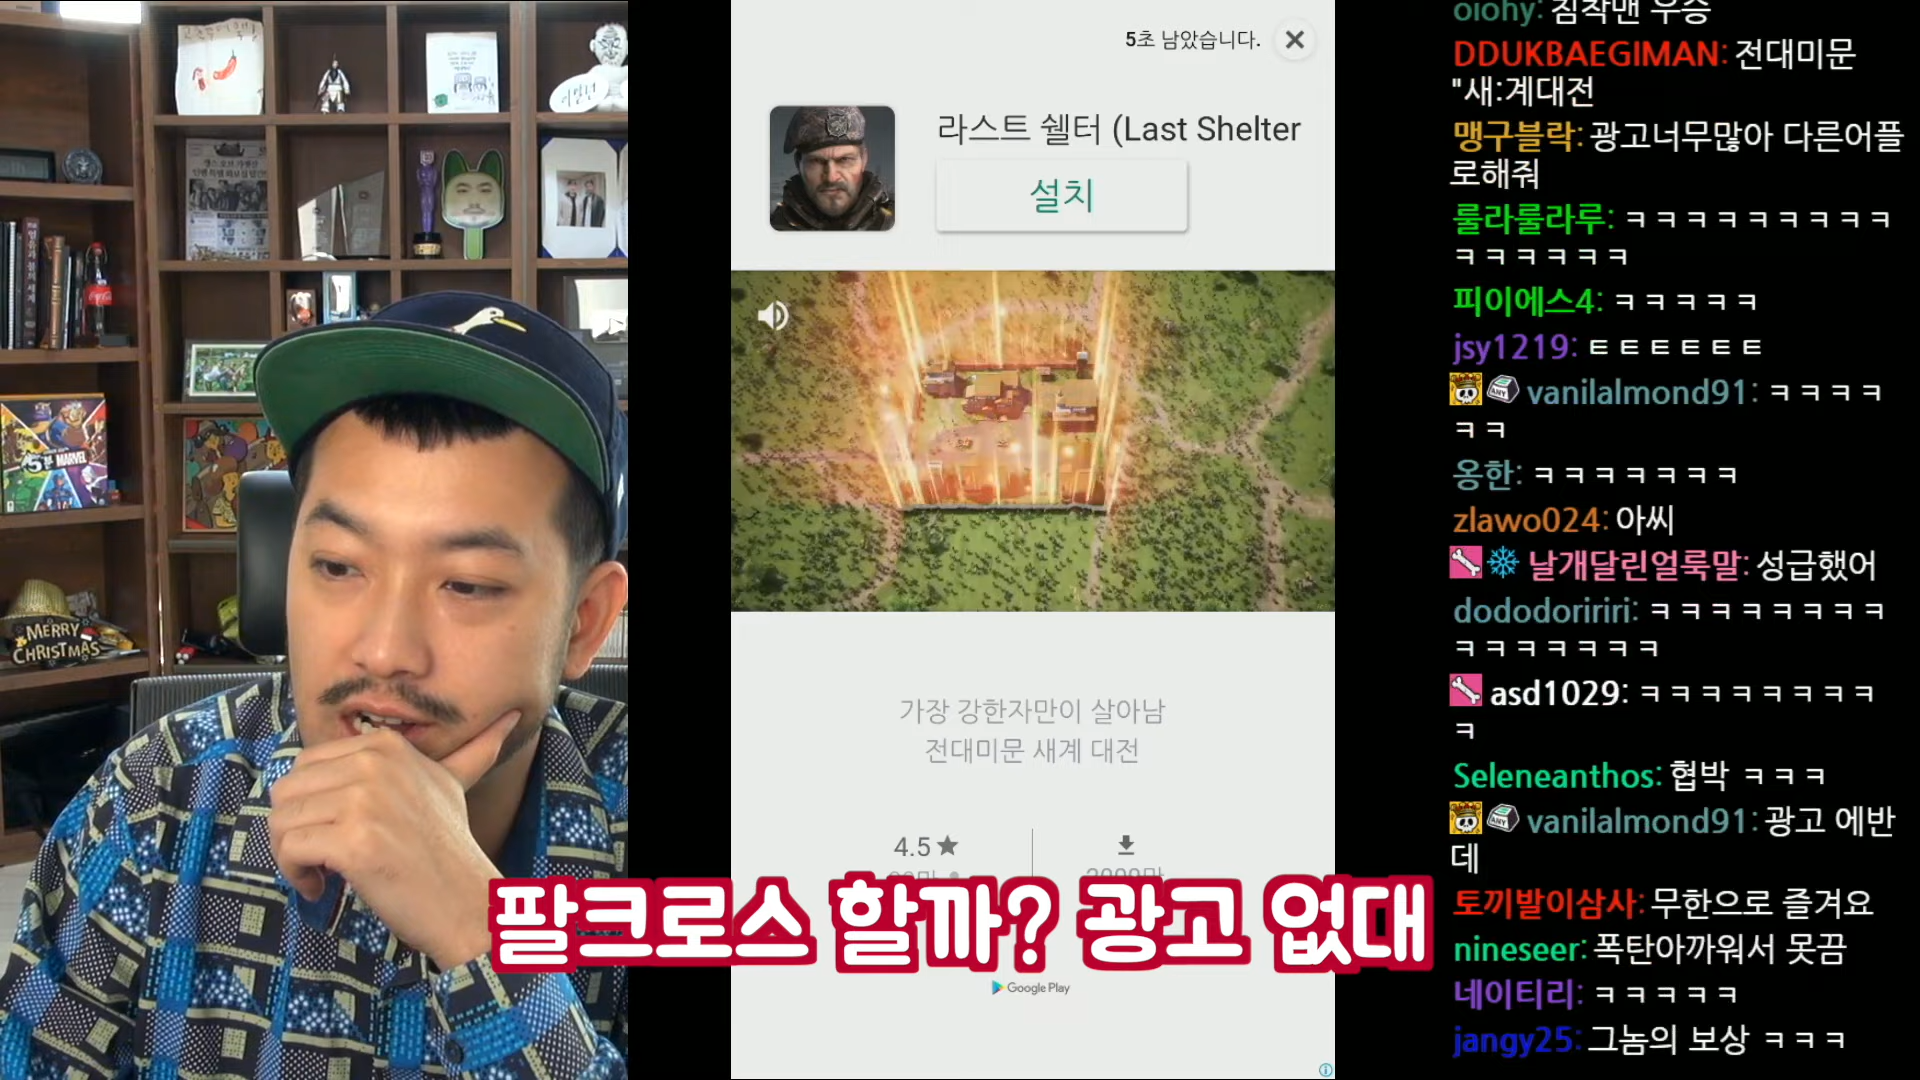 5초 남았습니다.
라스트 쉘터 (Last Shelter
설치
가장 강한자만이 살아남
전대미문 새계 대전
4.5
Google Play
팔크로스 할까? 광고 없대
MERRY
CHRISTMAS
5분 MARVEL
oiohy: 침착맨 우승
DDUKBAEGIMAN: 전대미문
"새:계대전
맹구블락: 광고너무많아 다른어플
로해줘
룰라룰라루: ㅋㅋㅋㅋㅋㅋㅋㅋㅋ
ㅋㅋㅋㅋㅋㅋ
피이에스4: ㅋㅋㅋㅋㅋ
jsy1219: ㅌㅌㅌㅌㅌㅌ
vanilalmond91: ㅋㅋㅋㅋ
ㅋㅋ
옹한: ㅋㅋㅋㅋㅋㅋㅋ
zlawo024: 아씨
날개달린얼룩말: 성급했어
dododoririri: ㅋㅋㅋㅋㅋㅋㅋㅋ
ㅋㅋㅋㅋㅋㅋㅋ
asd1029: ㅋㅋㅋㅋㅋㅋㅋㅋ
ㅋ
Seleneanthos: 협박 ㅋㅋㅋ
vanilalmond91: 광고 에반
데
토끼발이삼사: 무한으로 즐겨요
nineseer: 폭탄아까워서 못끔
네이티리: ㅋㅋㅋㅋㅋ
jangy25: 그놈의 보상 ㅋㅋㅋ